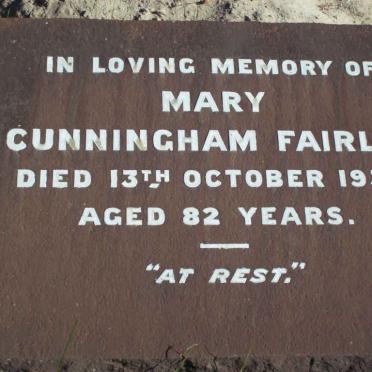 IN LOVING MEMORY OF
MARY
CUNNINGHAM
DIED 13TH OCTOBER
AGED 82 YEARS.
"AT REST."